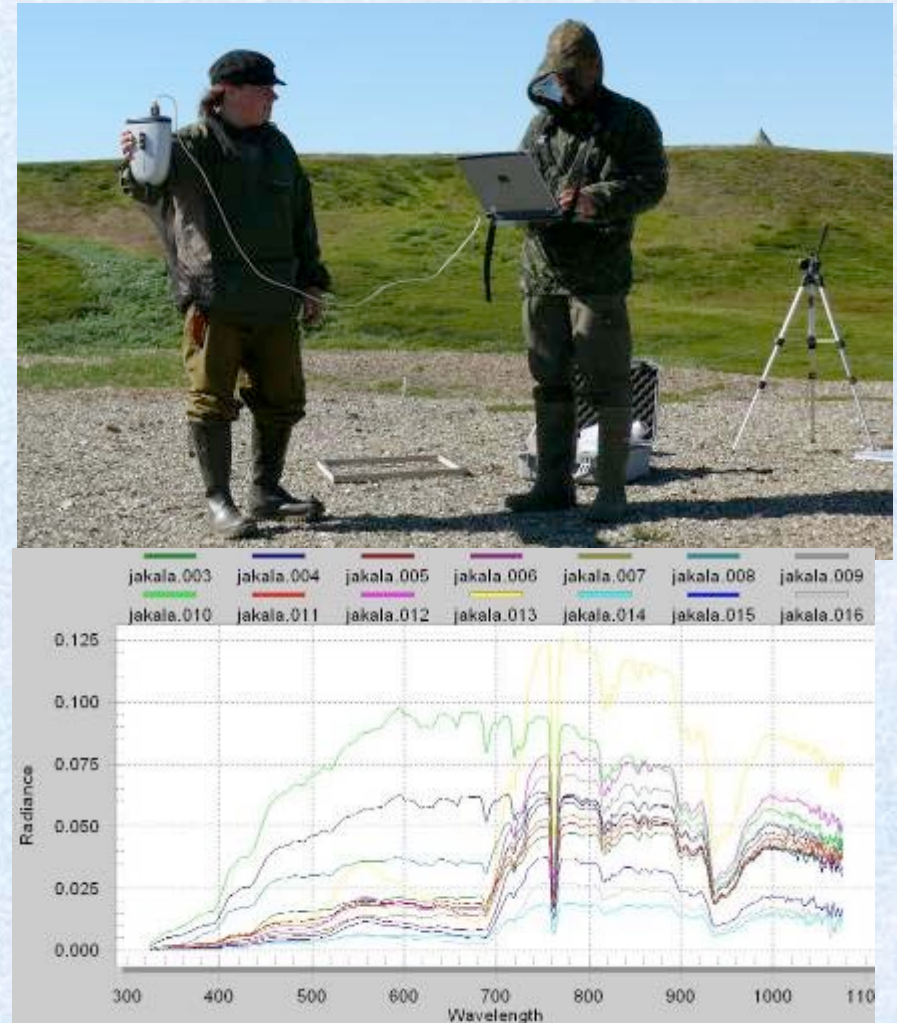 jakala.003 jakala.004 jakala.005 jakala.006 jakala.007 jakala.008 jakala.009
jakala.010 jakala.011 jakala.012 jakala.013 jakala.014 jakala.015 jakala.016
0.125
0.100
0.075
Radiance
0.050
0.025
0.000
300 400 500 600 700 800 900 1000 110
Wavelength